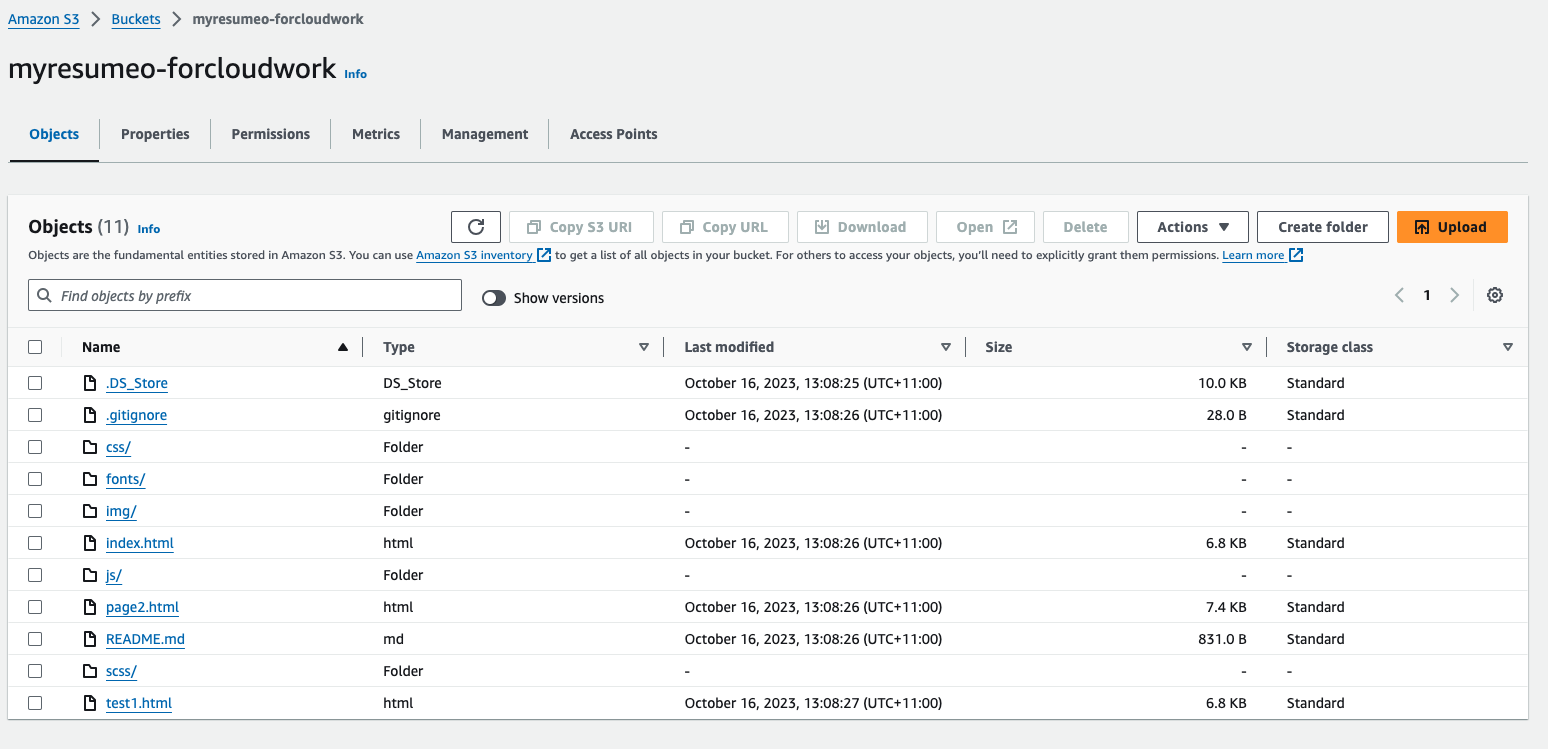 Amazon S3 > Buckets > myresumeo-forcloudwork
myresumeo-forcloudwork Info
Objects Properties Permissions Metrics Management Access Points
Objects (11) Info Copy S3 URI Copy URL Download Open Delete Actions Create folder Upload
Objects are the fundamental entities stored in Amazon S3. You can use Amazon S3 inventory to get a list of all objects in your bucket. For others to access your objects, you'll need to explicitly grant them permissions. Learn more
Find objects by prefix Show versions 1
Name Type Last modified Size Storage class
.DS_Store DS_Store October 16, 2023, 13:08:25 (UTC+11:00) 10.0 KB Standard
.gitignore gitignore October 16, 2023, 13:08:26 (UTC+11:00) 28.0 B Standard
css/ Folder - - -
fonts/ Folder - - -
img/ Folder - - -
index.html html October 16, 2023, 13:08:26 (UTC+11:00) 6.8 KB Standard
js/ Folder - - -
page2.html html October 16, 2023, 13:08:26 (UTC+11:00) 7.4 KB Standard
README.md md October 16, 2023, 13:08:26 (UTC+11:00) 831.0 B Standard
scss/ Folder - - -
test1.html html October 16, 2023, 13:08:27 (UTC+11:00) 6.8 KB Standard